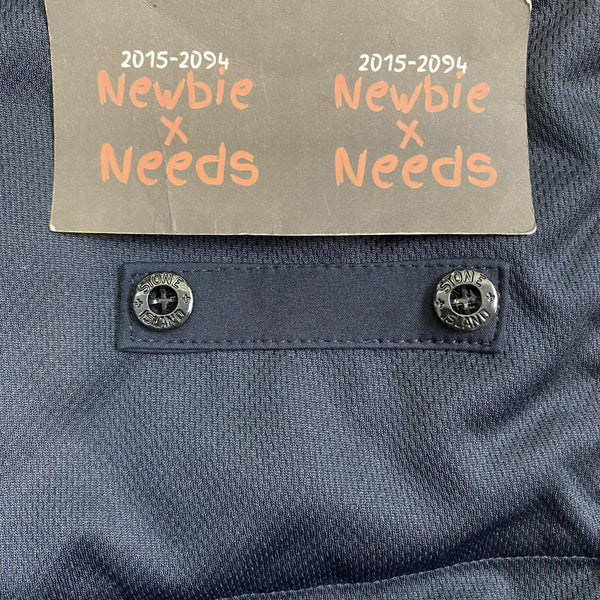 2015-2094
Newbie
x
Needs
2015-2094
Newbie
x
Needs
STONE
ISLAND
STONE
ISLAND